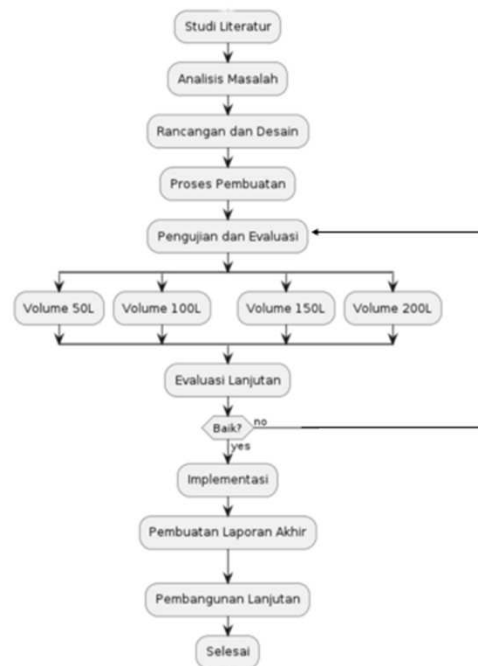 Studi Literatur
Analisis Masalah
Rancangan dan Desain
Proses Pembuatan
Pengujian dan Evaluasi
Volume 50L
Volume 100L
Volume 150L
Volume 200L
Evaluasi Lanjutan
Baik?
no
yes
Implementasi
Pembuatan Laporan Akhir
Pembangunan Lanjutan
Selesai